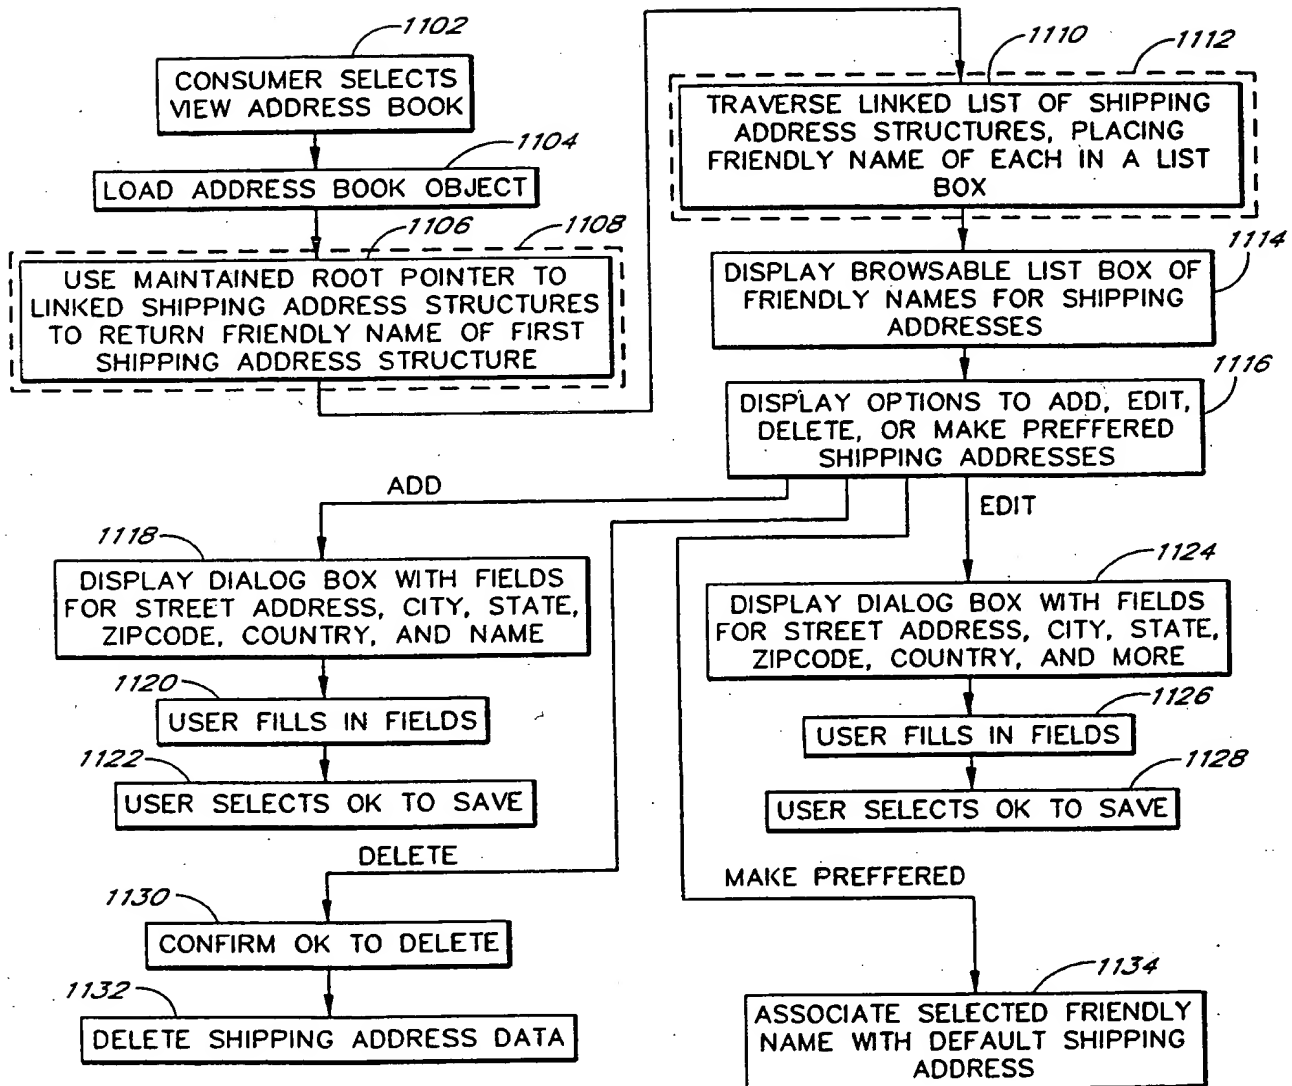 1102
CONSUMER SELECTS
VIEW ADDRESS BOOK
1104
LOAD ADDRESS BOOK OBJECT
1106
1108
USE MAINTAINED ROOT POINTER TO
LINKED SHIPPING ADDRESS STRUCTURES
TO RETURN FRIENDLY NAME OF FIRST
SHIPPING ADDRESS STRUCTURE
1110
1112
TRAVERSE LINKED LIST OF SHIPPING
ADDRESS STRUCTURES, PLACING
FRIENDLY NAME OF EACH IN A LIST
BOX
1114
DISPLAY BROWSABLE LIST BOX OF
FRIENDLY NAMES FOR SHIPPING
ADDRESSES
1116
DISPLAY OPTIONS TO ADD, EDIT,
DELETE, OR MAKE PREFFERED
SHIPPING ADDRESSES
ADD
EDIT
1118
DISPLAY DIALOG BOX WITH FIELDS
FOR STREET ADDRESS, CITY, STATE,
ZIPCODE, COUNTRY, AND NAME
1120
USER FILLS IN FIELDS
1122
USER SELECTS OK TO SAVE
1124
DISPLAY DIALOG BOX WITH FIELDS
FOR STREET ADDRESS, CITY, STATE,
ZIPCODE, COUNTRY, AND MORE
1126
USER FILLS IN FIELDS
1128
USER SELECTS OK TO SAVE
DELETE
1130
CONFIRM OK TO DELETE
1132
DELETE SHIPPING ADDRESS DATA
MAKE PREFFERED
1134
ASSOCIATE SELECTED FRIENDLY
NAME WITH DEFAULT SHIPPING
ADDRESS